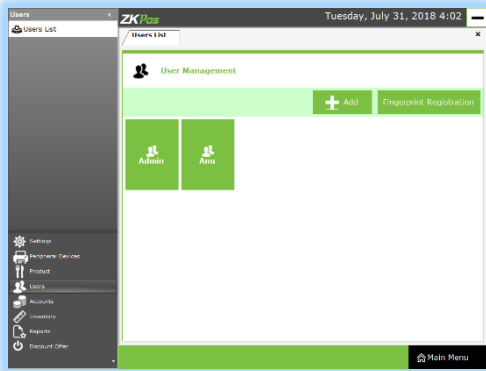 Users
Users List
ZKPos
Tuesday, July 31, 2018 4:02
Users List
User Management
Add
Fingerprint Registration
Admin
Anu
Settings
Peripheral Devices
Product
Users
Accounts
Inventory
Reports
Discount Offer
Main Menu